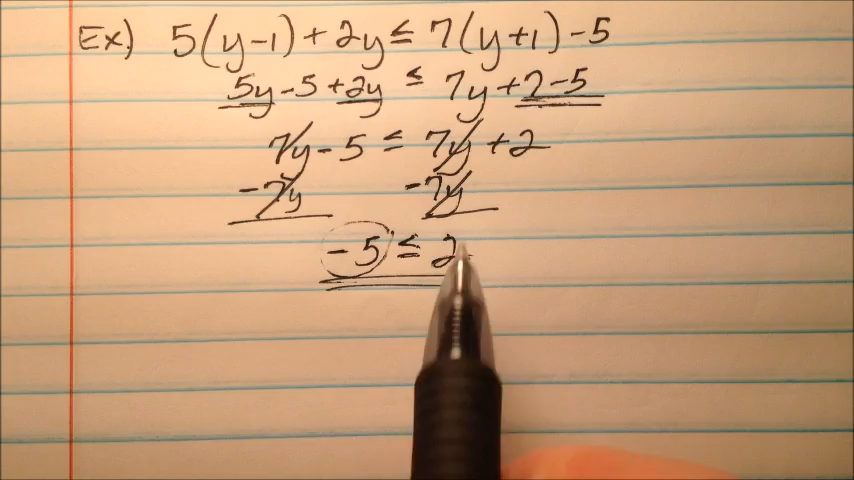 Ex) 5(y-1)+2y ≤ 7(y+1)-5
5y-5+2y ≤ 7y+7-5
7y-5 ≤ 7y+2
-7y -7y
-5 ≤ 2